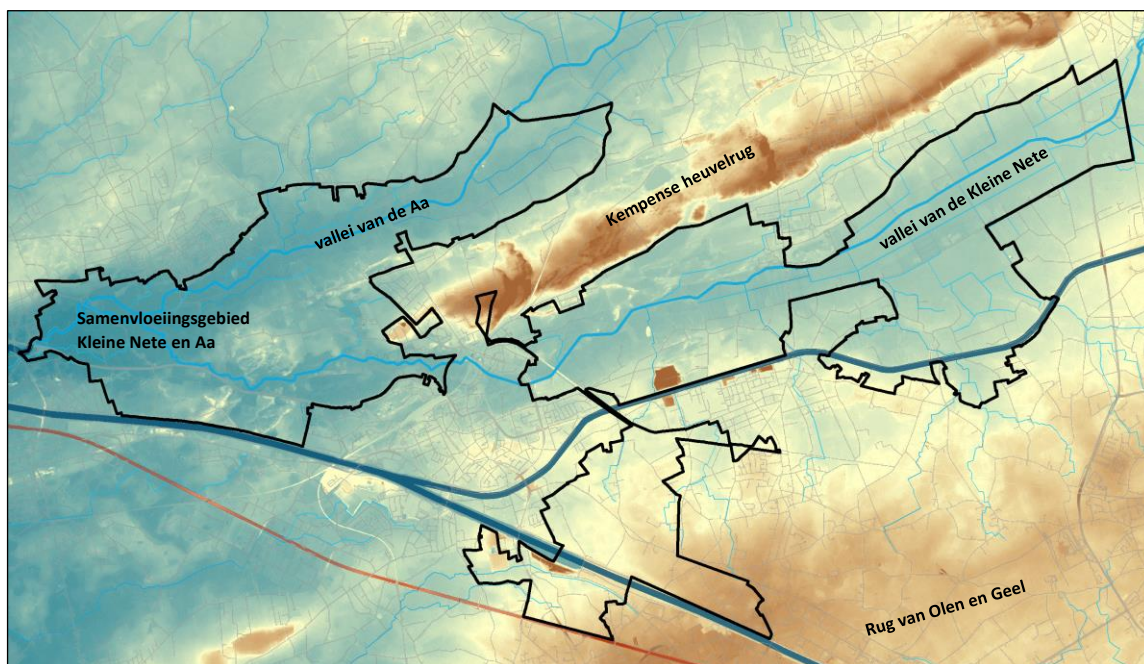 Kempense heuvelrug
vallei van de Aa
vallei van de Kleine Nete
Samenvloeiingsgebied
Kleine Nete en Aa
Rug van Olen en Geel